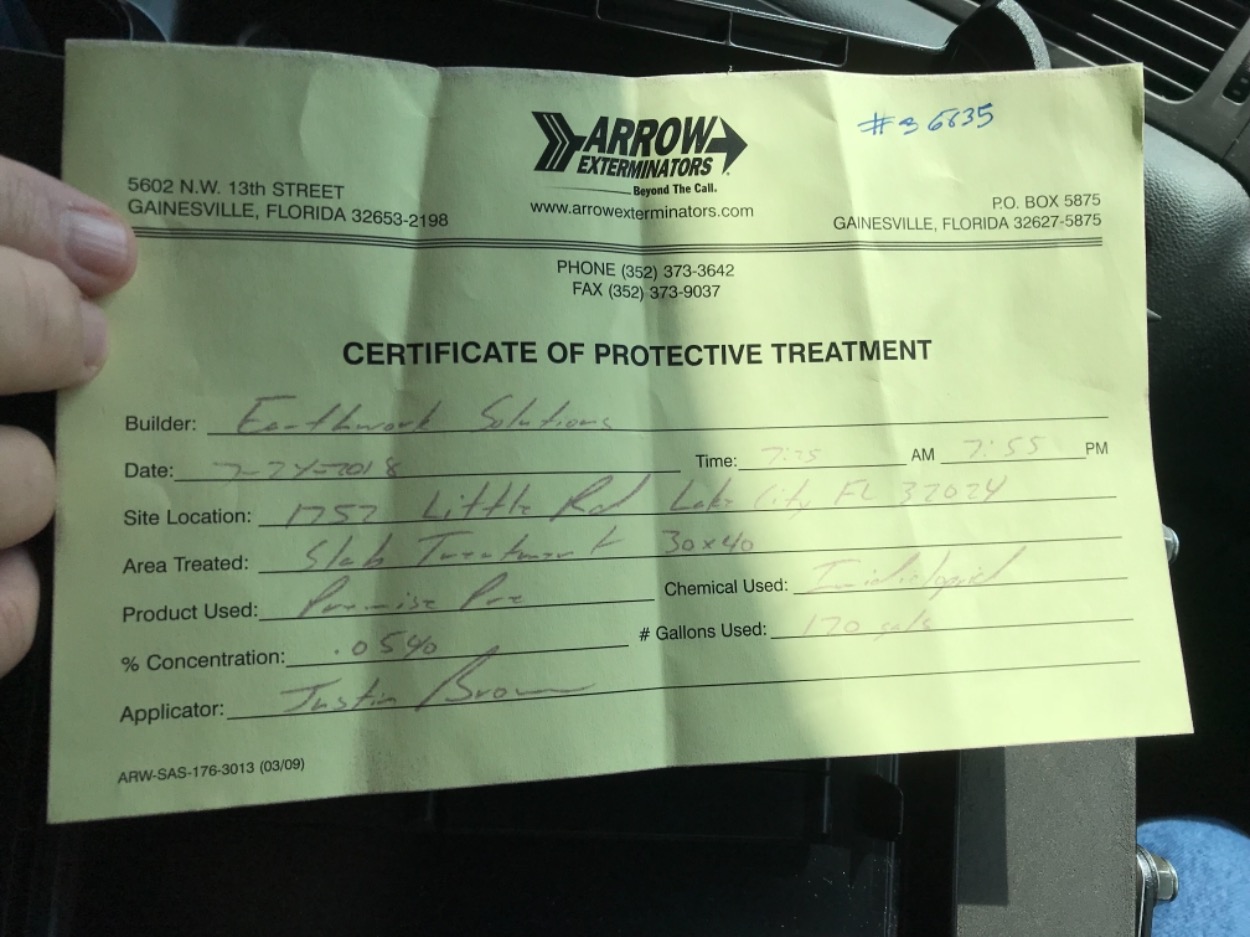 #36635
ARROW
EXTERMINATORS
Beyond The Call.
www.arrowexterminators.com
5602 N.W. 13th STREET
GAINESVILLE, FLORIDA 32653-2198
P.O. BOX 5875
GAINESVILLE, FLORIDA 32627-5875
PHONE (352) 373-3642
FAX (352) 373-9037
CERTIFICATE OF PROTECTIVE TREATMENT
Builder: Earthwork Solutions
Date: 7-24-2018 Time: 7:25 AM 7:55 PM
Site Location: 1757 Little Rd Lake City FL 32024
Area Treated: Slab Treatment 30x40
Product Used: Premise Pre Chemical Used:
% Concentration: .05% # Gallons Used: 170 gals
Applicator: Justin Brown
ARW-SAS-176-3013 (03/09)